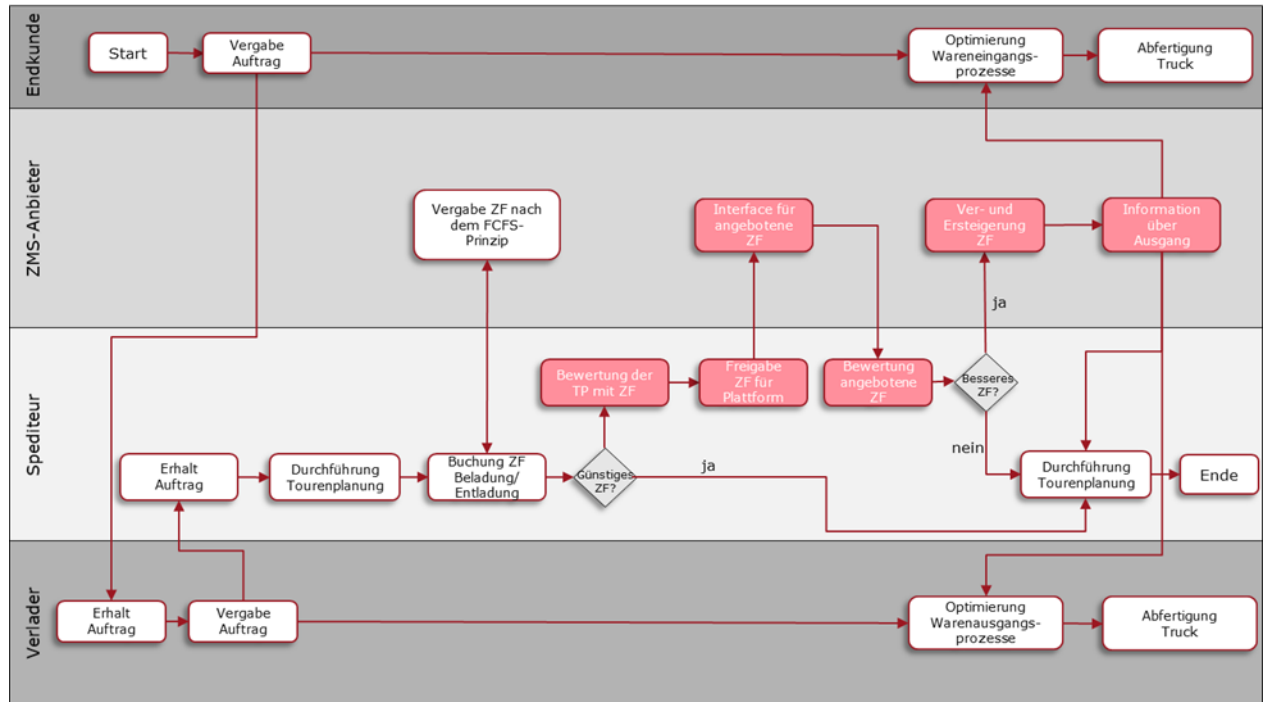 Endkunde
Start
Vergabe
Auftrag
Optimierung
Wareneingangs-
prozesse
Abfertigung
Truck
ZMS-Anbieter
Vergabe ZF nach
dem FCFS-
Prinzip
Interface für
angebotene
ZF
Ver- und
Ersteigerung
ZF
Information
über
Ausgang
ja
Spediteur
Bewertung der
TP mit ZF
Freigabe
ZF für
Plattform
Bewertung
angebotene
ZF
Besseres
ZF?
nein
Erhalt
Auftrag
Durchführung
Tourenplanung
Buchung ZF
Beladung/
Entladung
Günstiges
ZF?
ja
Durchführung
Tourenplanung
Ende
Verlader
Erhalt
Auftrag
Vergabe
Auftrag
Optimierung
Warenausgangs-
prozesse
Abfertigung
Truck